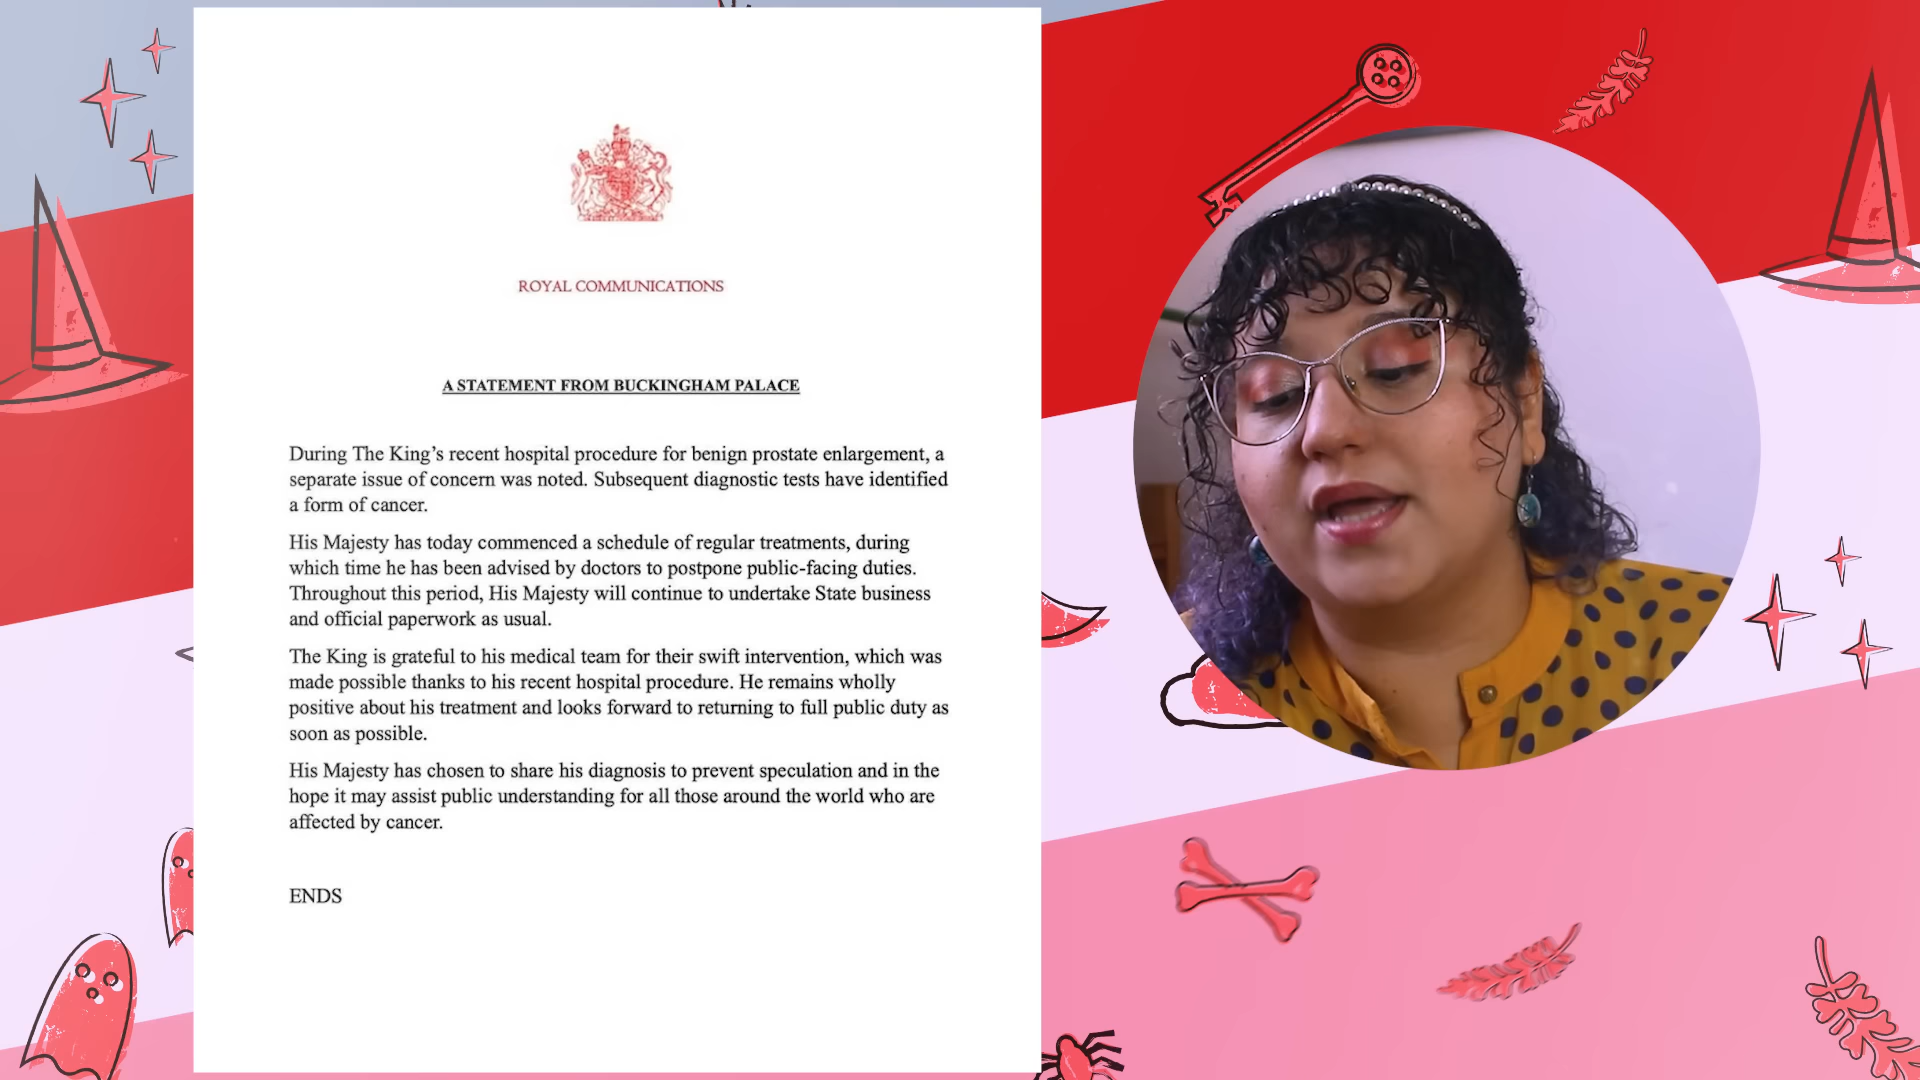 ROYAL COMMUNICATIONS
A STATEMENT FROM BUCKINGHAM PALACE
During The King’s recent hospital procedure for benign prostate enlargement, a
separate issue of concern was noted. Subsequent diagnostic tests have identified
a form of cancer.
His Majesty has today commenced a schedule of regular treatments, during
which time he has been advised by doctors to postpone public-facing duties.
Throughout this period, His Majesty will continue to undertake State business
and official paperwork as usual.
The King is grateful to his medical team for their swift intervention, which was
made possible thanks to his recent hospital procedure. He remains wholly
positive about his treatment and looks forward to returning to full public duty as
soon as possible.
His Majesty has chosen to share his diagnosis to prevent speculation and in the
hope it may assist public understanding for all those around the world who are
affected by cancer.
ENDS